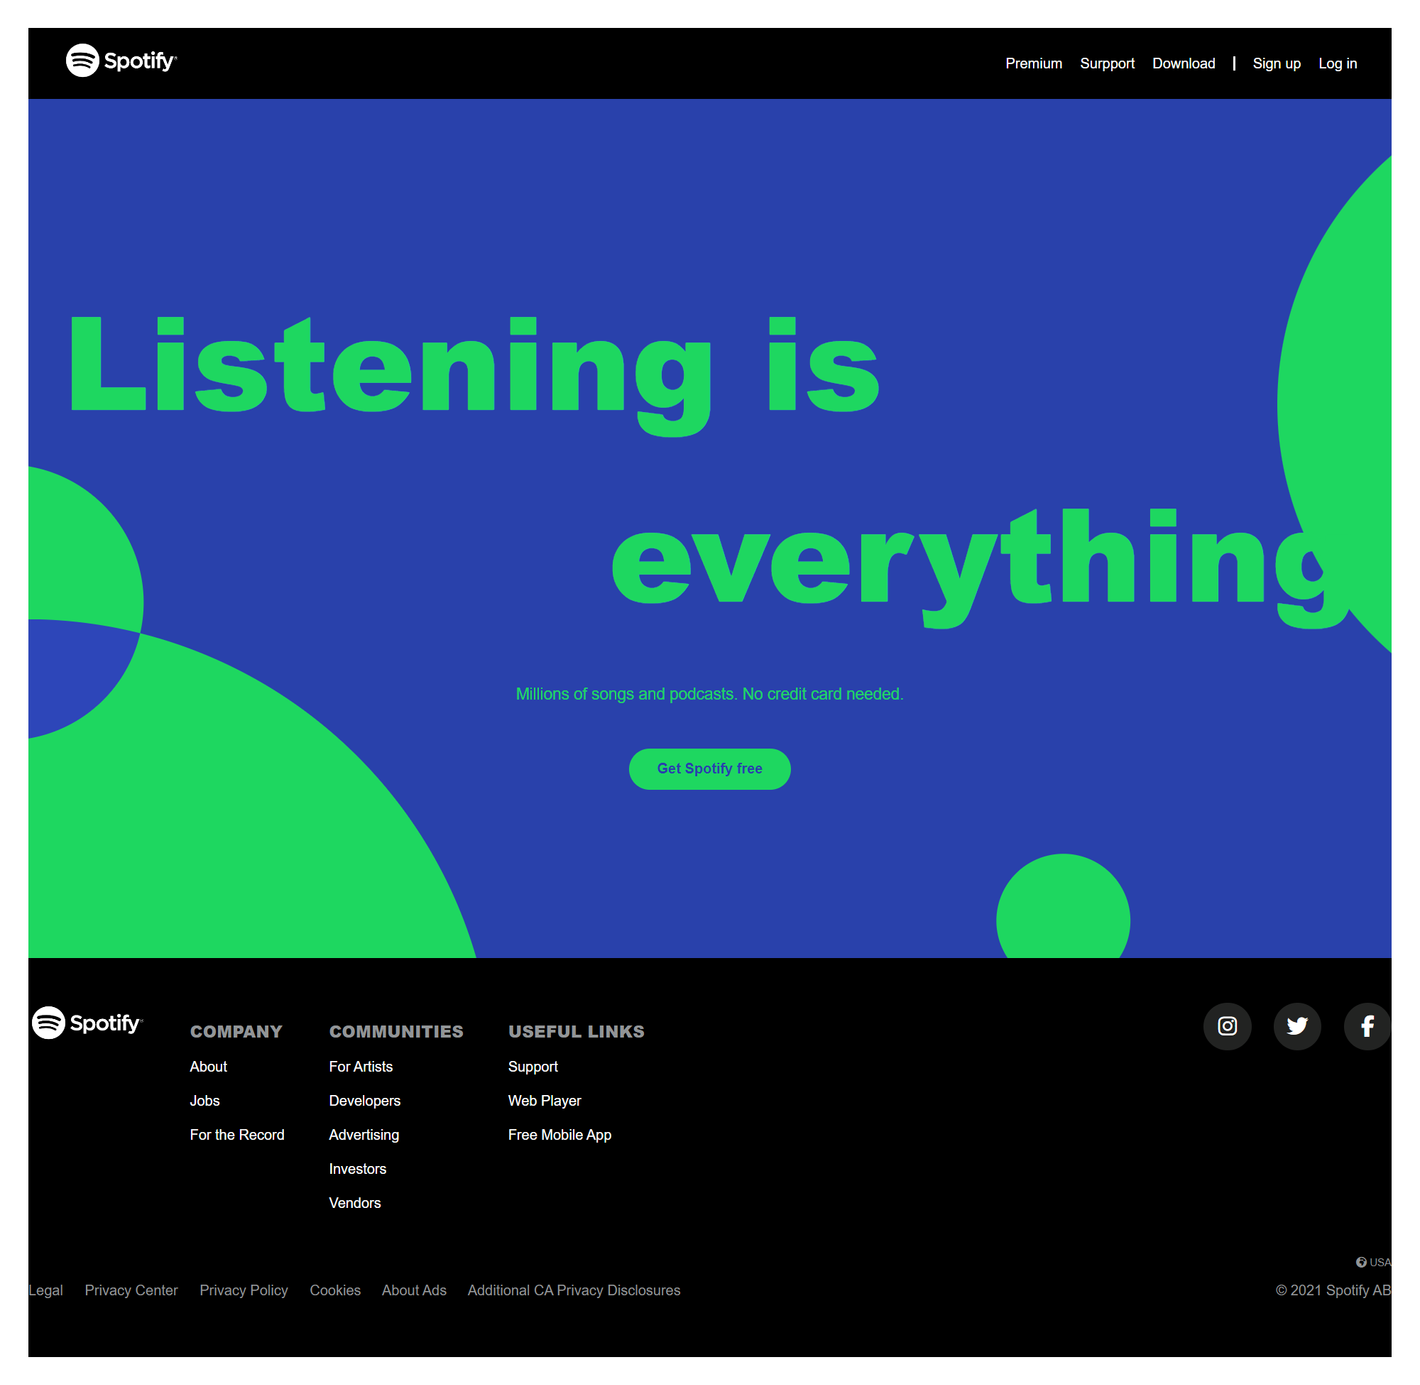 Spotify®
Premium Surpport Download | Sign up Log in
Listening is
everything
Millions of songs and podcasts. No credit card needed.
Get Spotify free
Spotify®
COMPANY
About
Jobs
For the Record
COMMUNITIES
For Artists
Developers
Advertising
Investors
Vendors
USEFUL LINKS
Support
Web Player
Free Mobile App
USA
Legal Privacy Center Privacy Policy Cookies About Ads Additional CA Privacy Disclosures
© 2021 Spotify AB